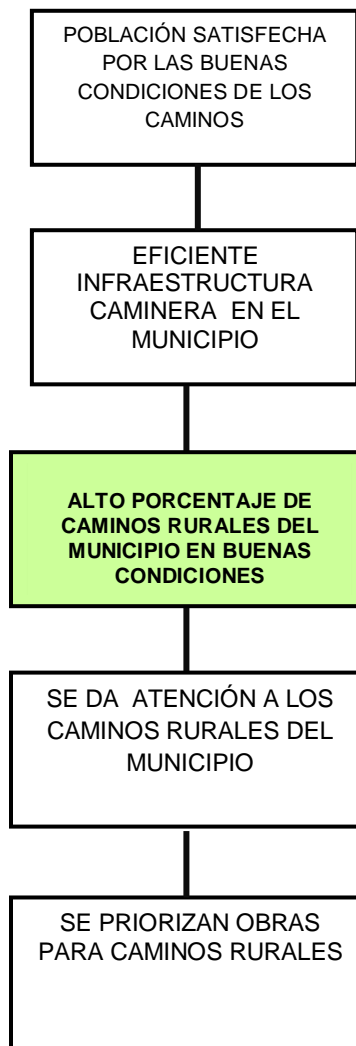 POBLACIÓN SATISFECHA
POR LAS BUENAS
CONDICIONES DE LOS
CAMINOS
EFICIENTE
INFRAESTRUCTURA
CAMINERA EN EL
MUNICIPIO
ALTO PORCENTAJE DE
CAMINOS RURALES DEL
MUNICIPIO EN BUENAS
CONDICIONES
SE DA ATENCIÓN A LOS
CAMINOS RURALES DEL
MUNICIPIO
SE PRIORIZAN OBRAS
PARA CAMINOS RURALES